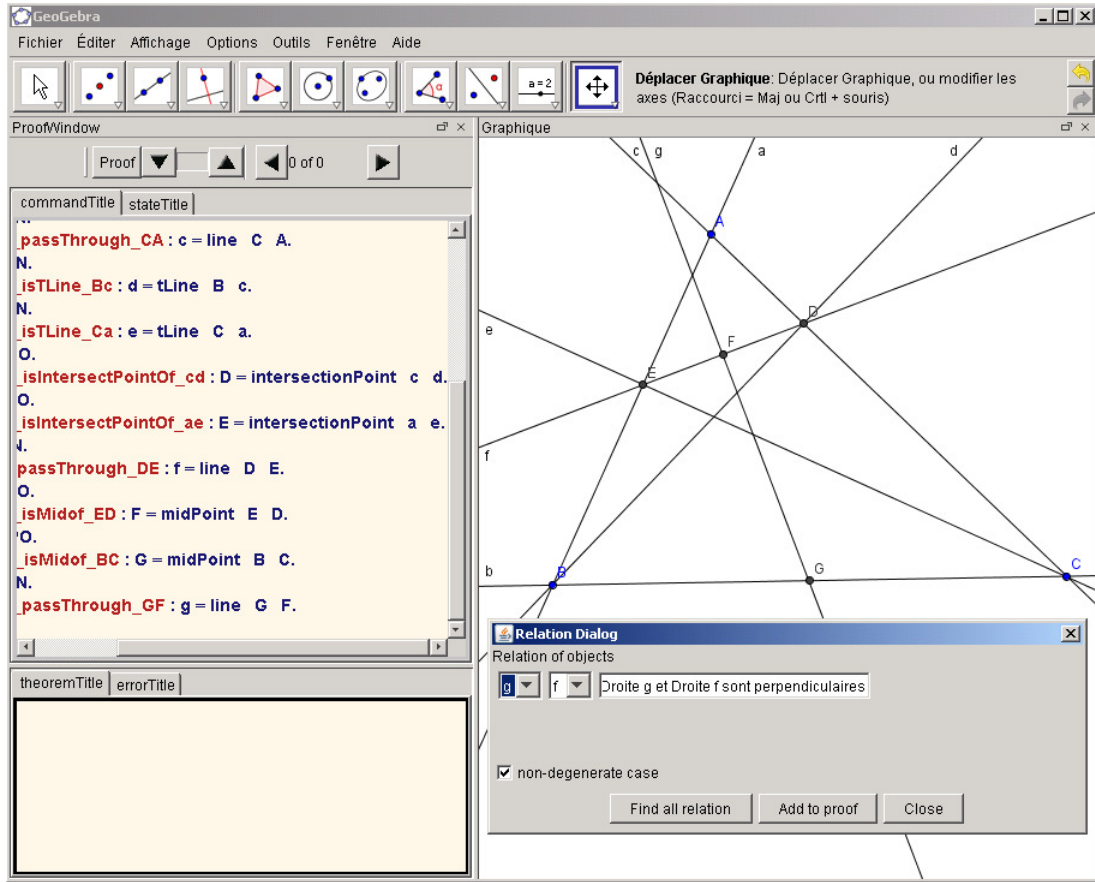 GeoGebra
Fichier Éditer Affichage Options Outils Fenêtre Aide
α
a = 2
Déplacer Graphique: Déplacer Graphique, ou modifier les
axes (Raccourci = Maj ou Crtl + souris)
ProofWindow
Proof 0 of 0
commandTitle stateTitle
_passThrough_CA : c = line C A.
N.
_isTLine_Bc : d = tLine B c.
N.
_isTLine_Ca : e = tLine C a.
O.
_isIntersectPointOf_cd : D = intersectionPoint c d.
O.
_isIntersectPointOf_ae : E = intersectionPoint a e.
passThrough_DE : f = line D E.
O.
_isMidof_ED : F = midPoint E D.
O.
_isMidof_BC : G = midPoint B C.
N.
_passThrough_GF : g = line G F.
theoremTitle errorTitle
Graphique
c g a d
A
D
e
F
E
f
b
B
G
C
Relation Dialog
Relation of objects
g f Droite g et Droite f sont perpendiculaires
non-degenerate case
Find all relation Add to proof Close